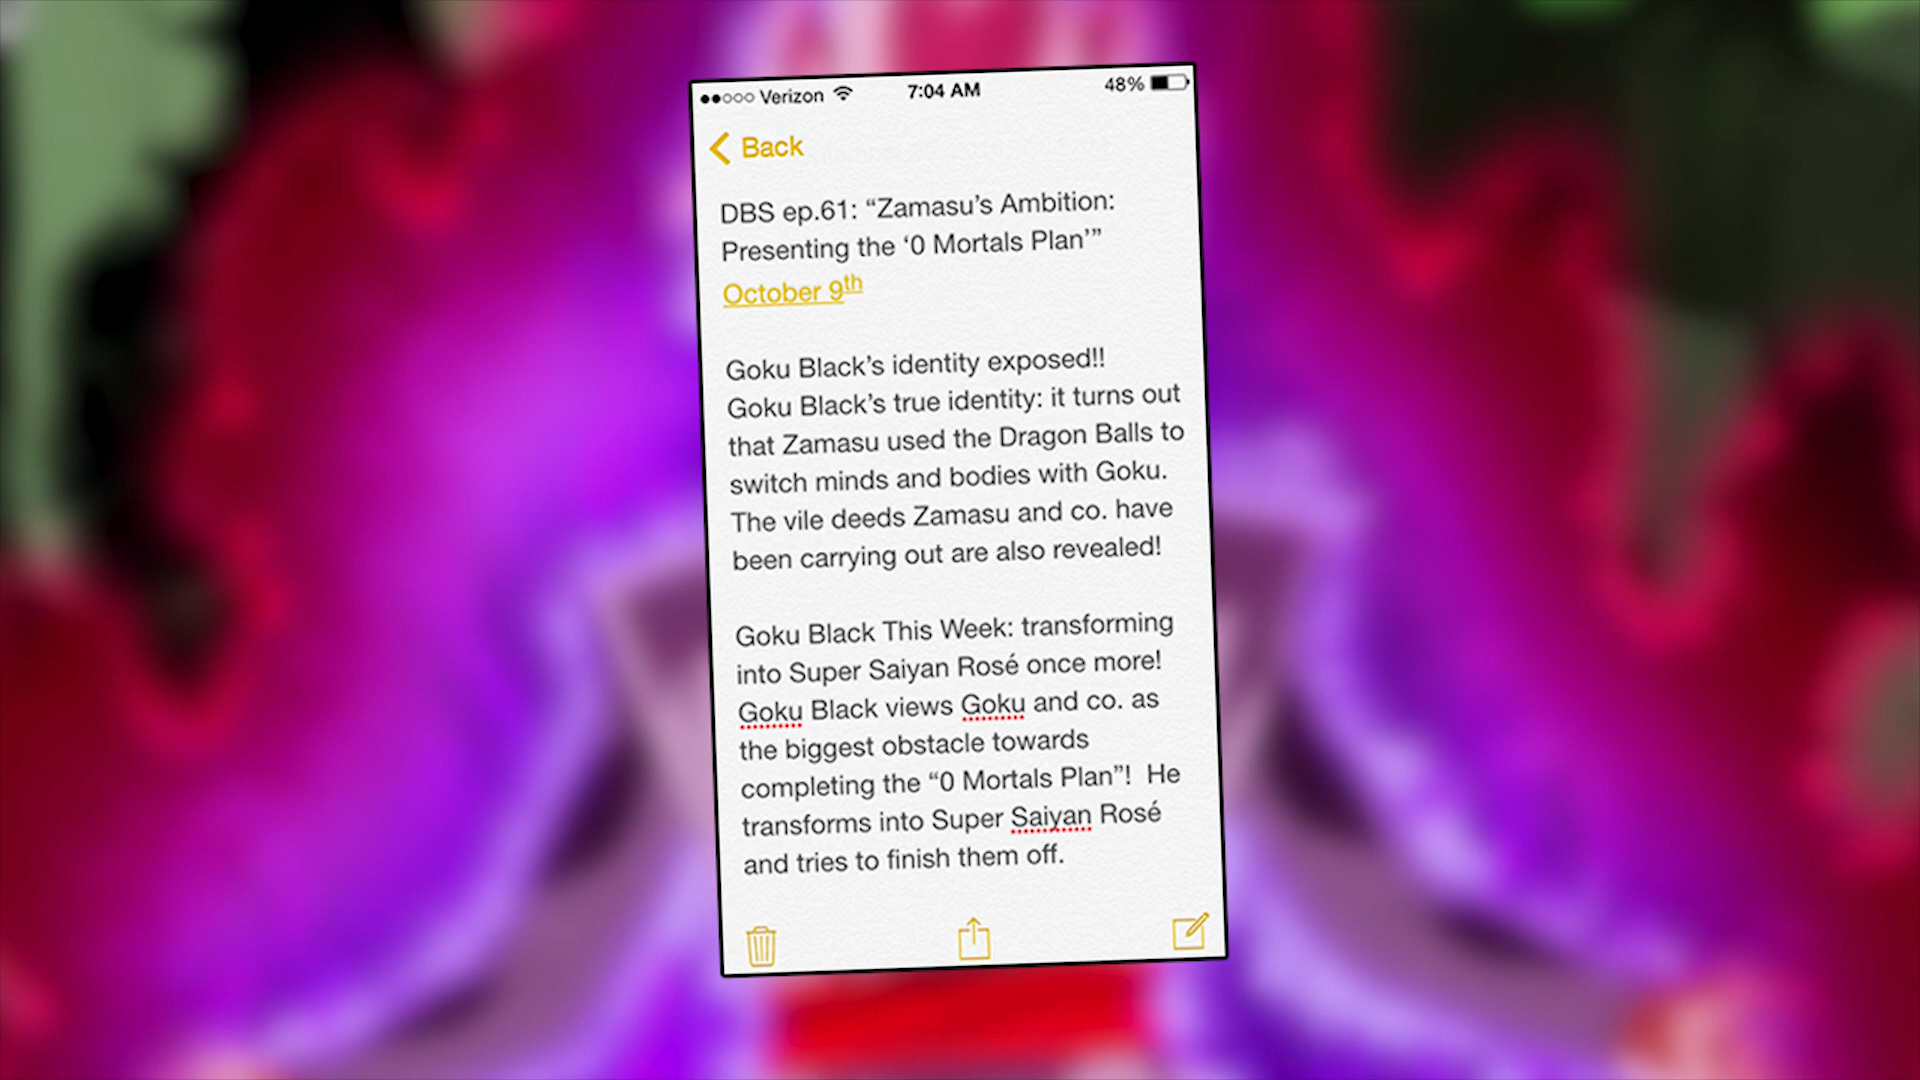 Verizon 7:04 AM 48%
Back
DBS ep.61: “Zamasu’s Ambition:
Presenting the ‘0 Mortals Plan’”
October 9th
Goku Black’s identity exposed!!
Goku Black’s true identity: it turns out
that Zamasu used the Dragon Balls to
switch minds and bodies with Goku.
The vile deeds Zamasu and co. have
been carrying out are also revealed!
Goku Black This Week: transforming
into Super Saiyan Rosé once more!
Goku Black views Goku and co. as
the biggest obstacle towards
completing the “0 Mortals Plan”!  He
transforms into Super Saiyan Rosé
and tries to finish them off.